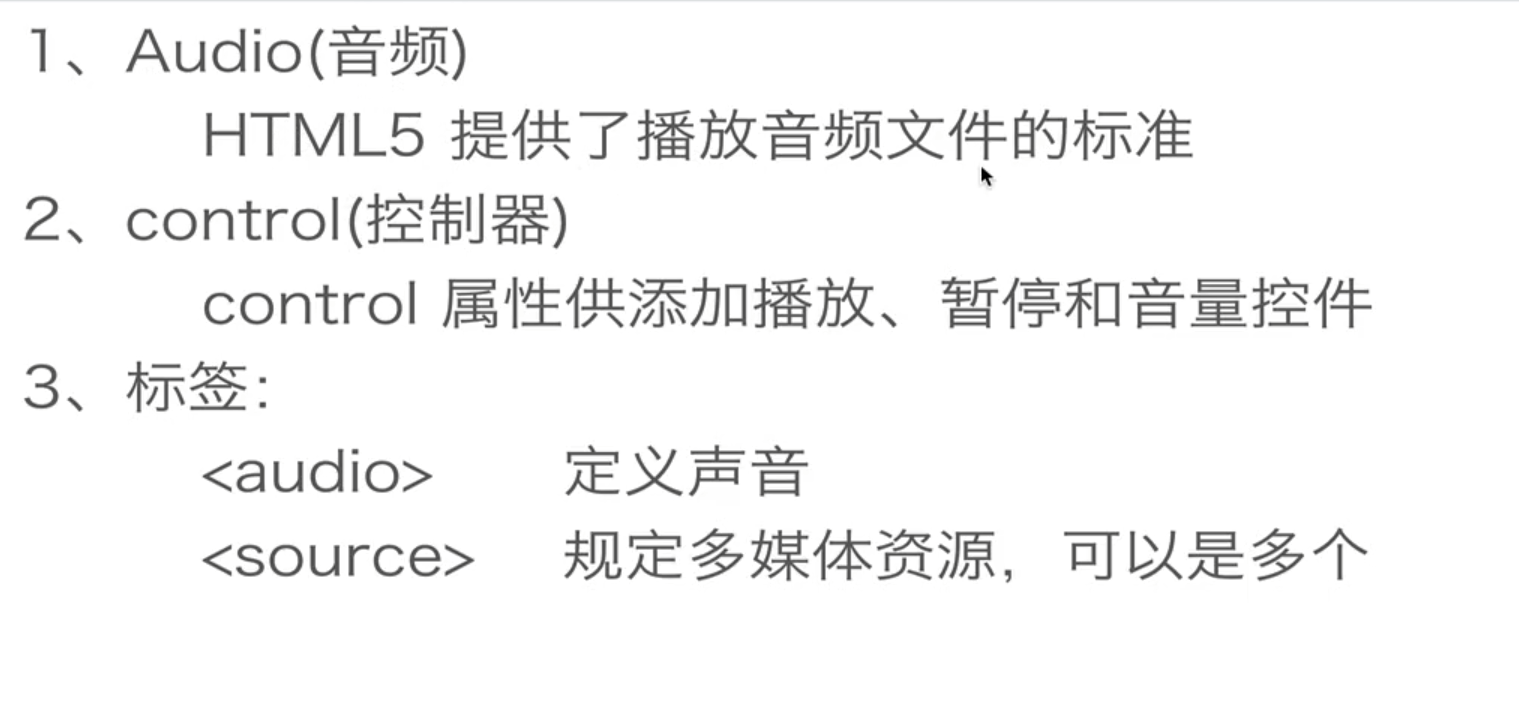 1、Audio(音频)
HTML5 提供了播放音频文件的标准
2、control(控制器)
control 属性供添加播放、暂停和音量控件
3、标签:
<audio> 定义声音
<source> 规定多媒体资源，可以是多个